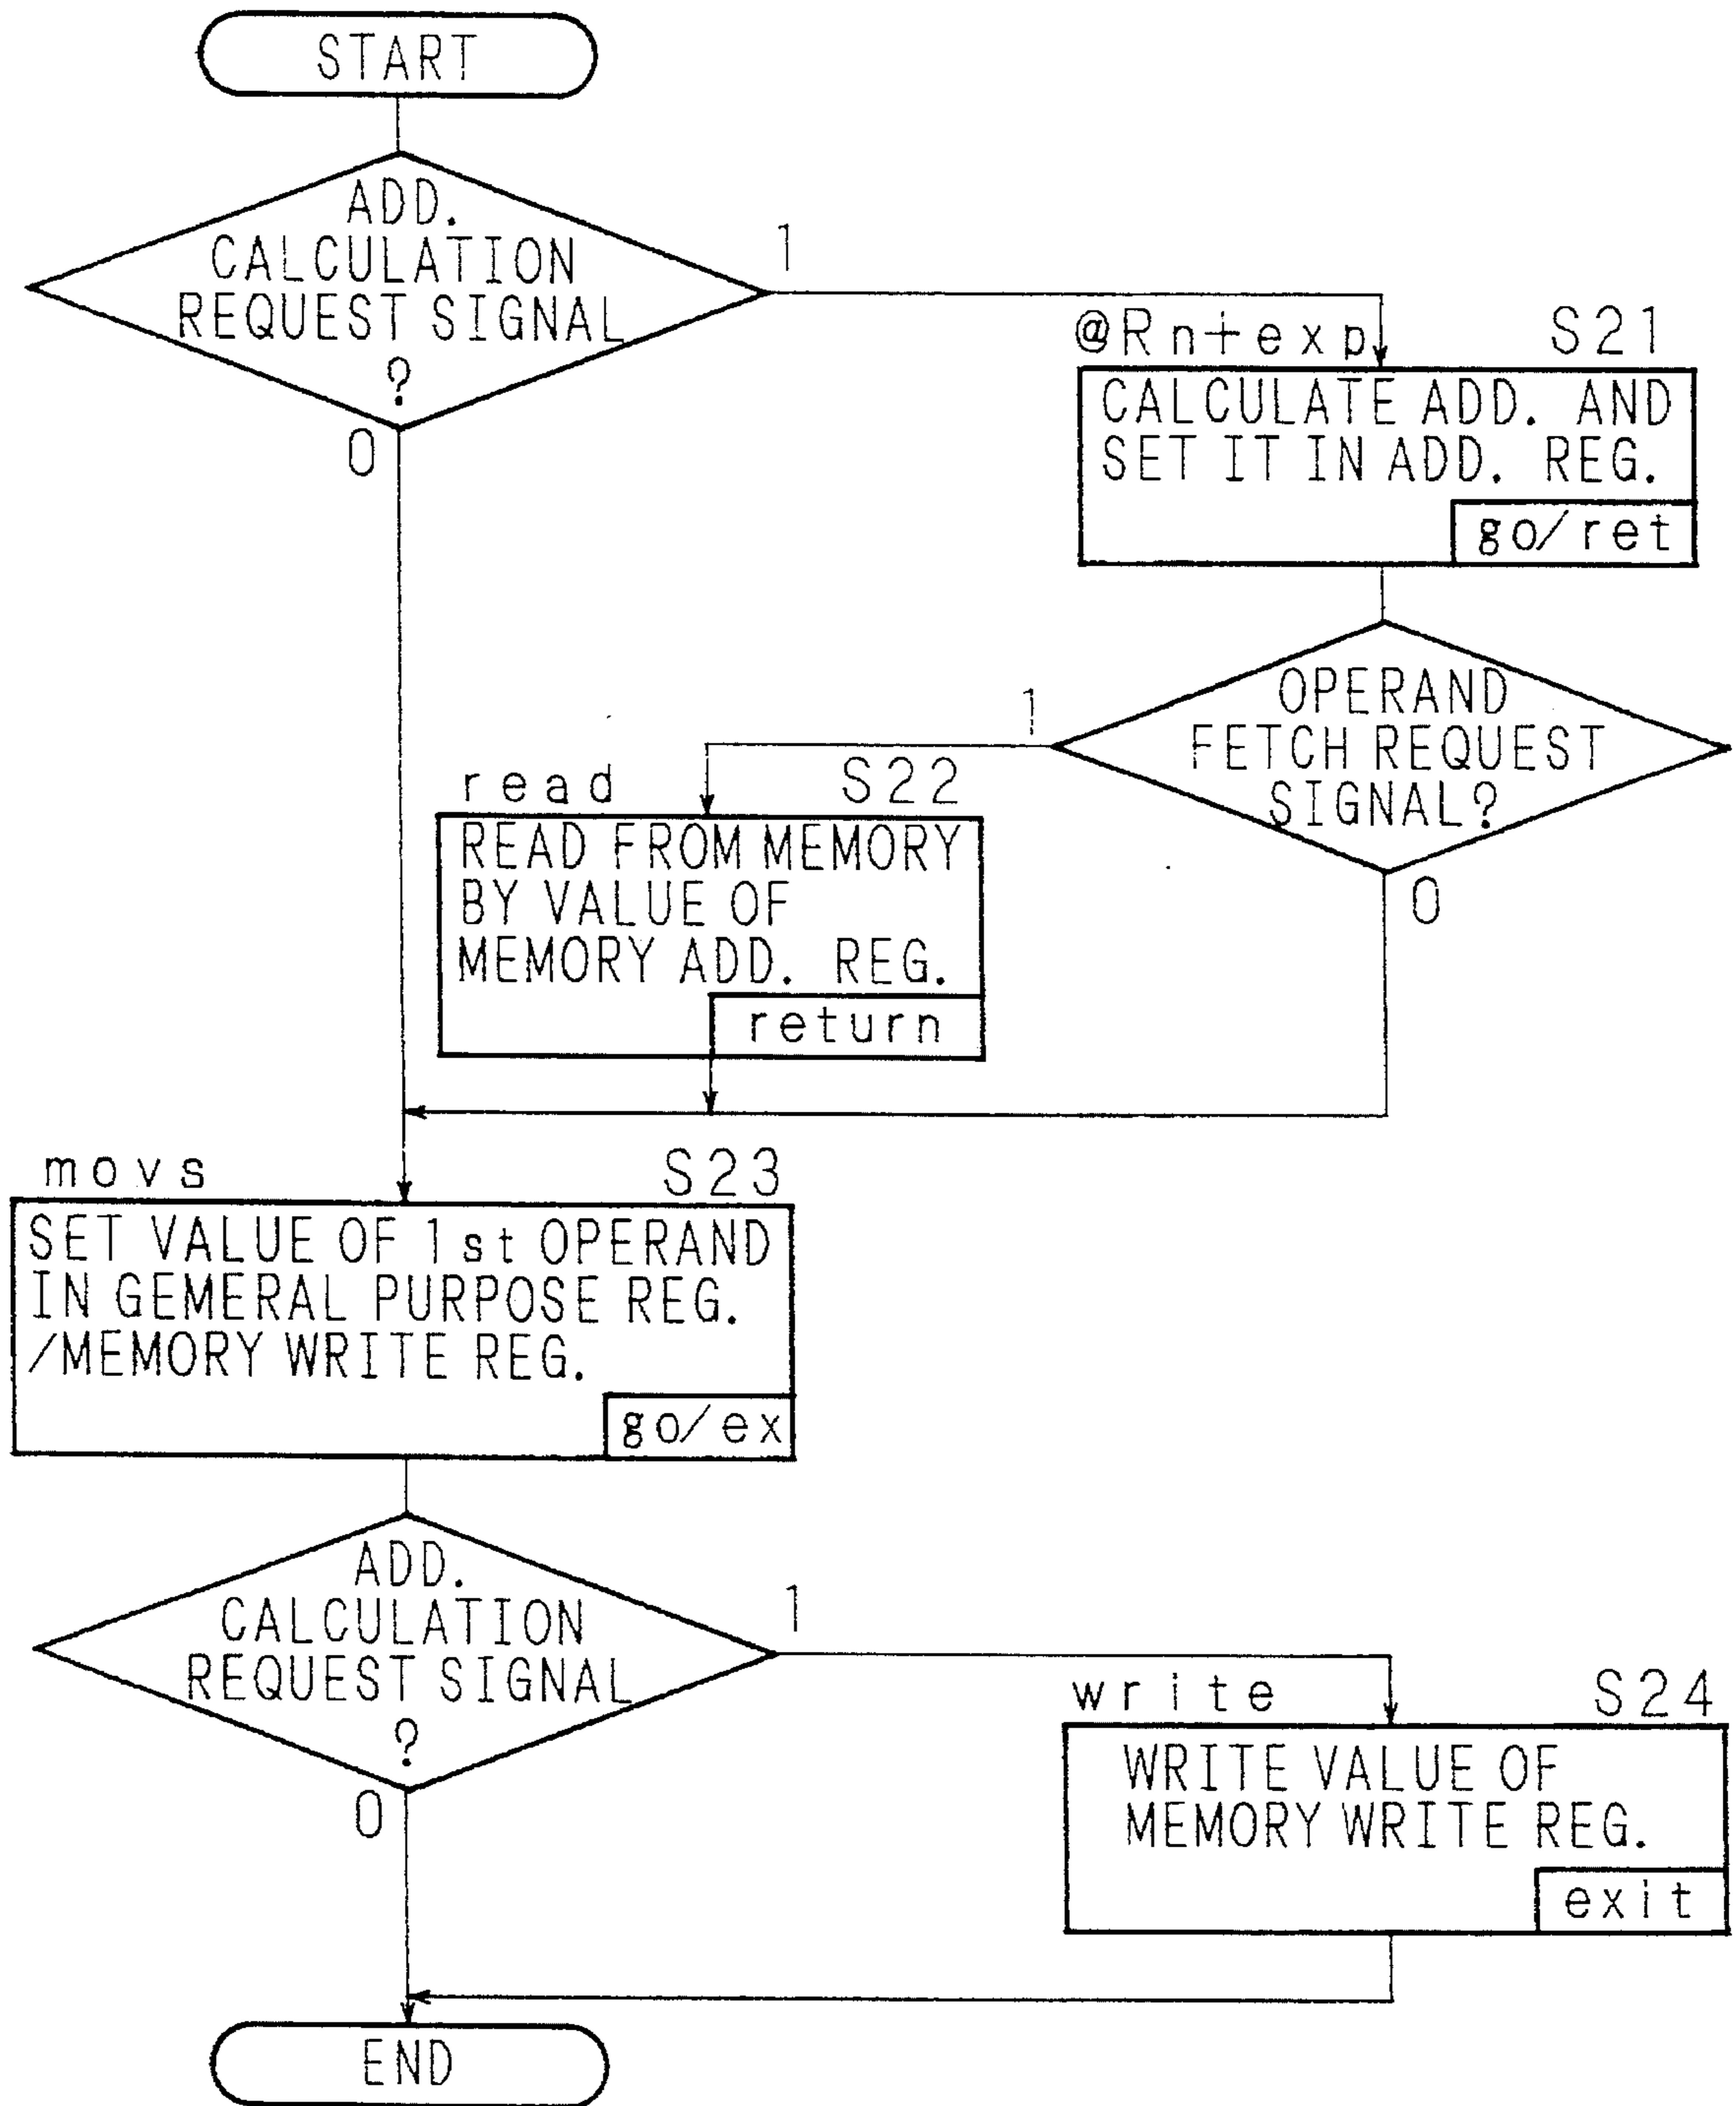 START
ADD.
CALCULATION
REQUEST SIGNAL
?
1
0
@Rn+exp
S21
CALCULATE ADD. AND
SET IT IN ADD. REG.
go/ret
OPERAND
FETCH REQUEST
SIGNAL?
1
0
read
S22
READ FROM MEMORY
BY VALUE OF
MEMORY ADD. REG.
return
movs
S23
SET VALUE OF 1st OPERAND
IN GEMERAL PURPOSE REG.
/MEMORY WRITE REG.
go/ex
ADD.
CALCULATION
REQUEST SIGNAL
?
1
0
write
S24
WRITE VALUE OF
MEMORY WRITE REG.
exit
END